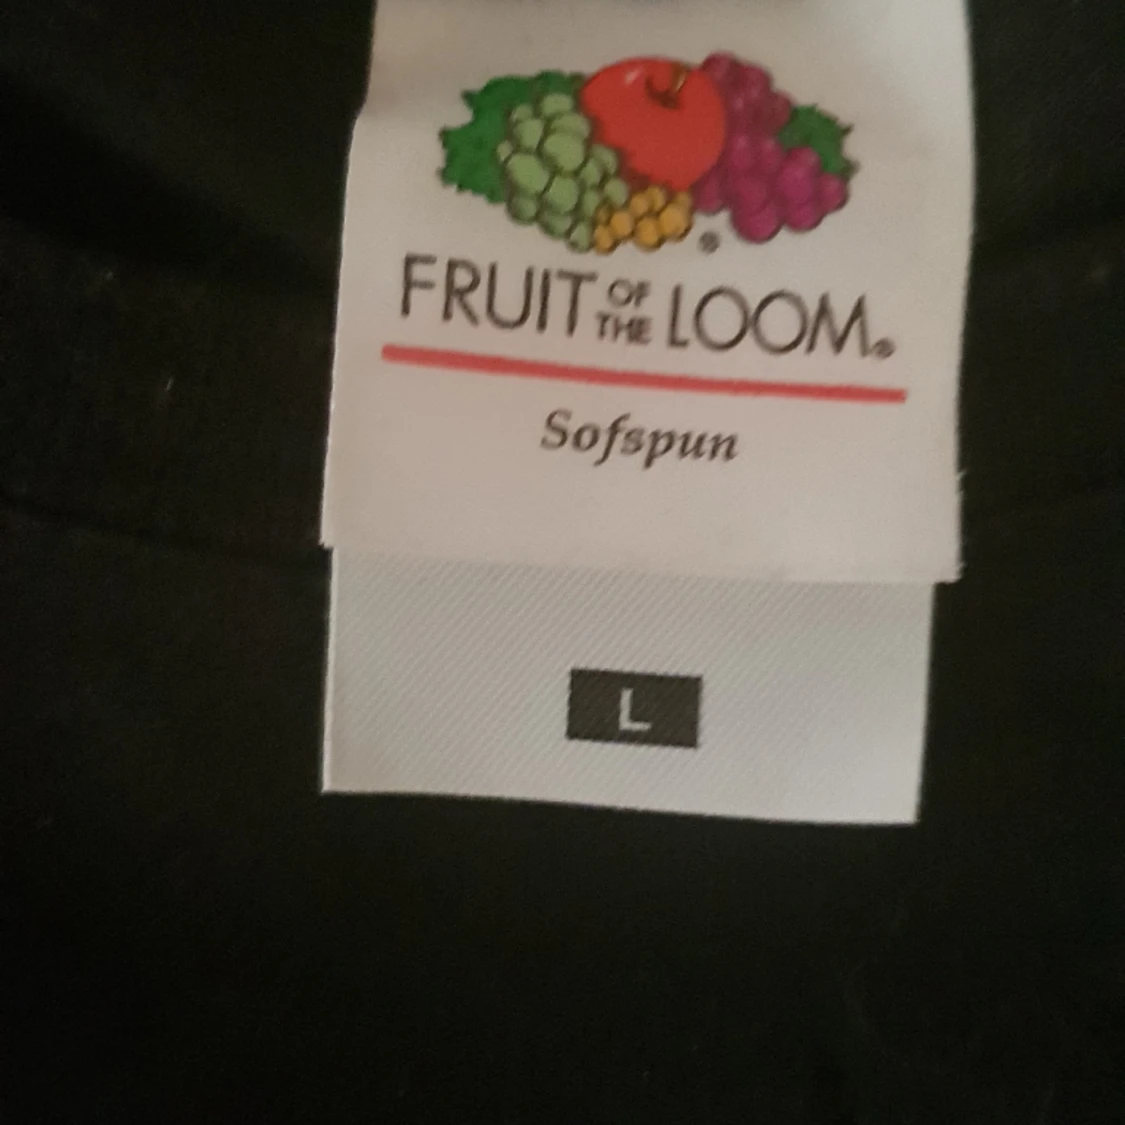 ®
FRUIT OF THE LOOM®
Sofspun
L